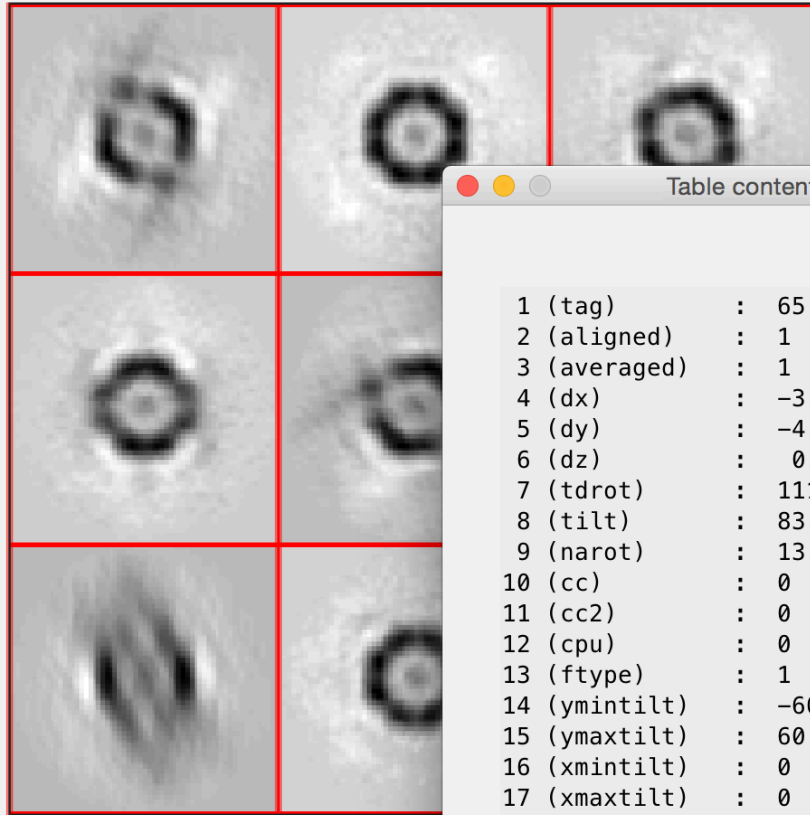 Table content
1 (tag) : 65
2 (aligned) : 1
3 (averaged) : 1
4 (dx) : -3
5 (dy) : -4
6 (dz) : 0
7 (tdrot) : 111
8 (tilt) : 83
9 (narot) : 13
10 (cc) : 0
11 (cc2) : 0
12 (cpu) : 0
13 (ftype) : 1
14 (ymintilt) : -60
15 (ymaxtilt) : 60
16 (xmintilt) : 0
17 (xmaxtilt) : 0